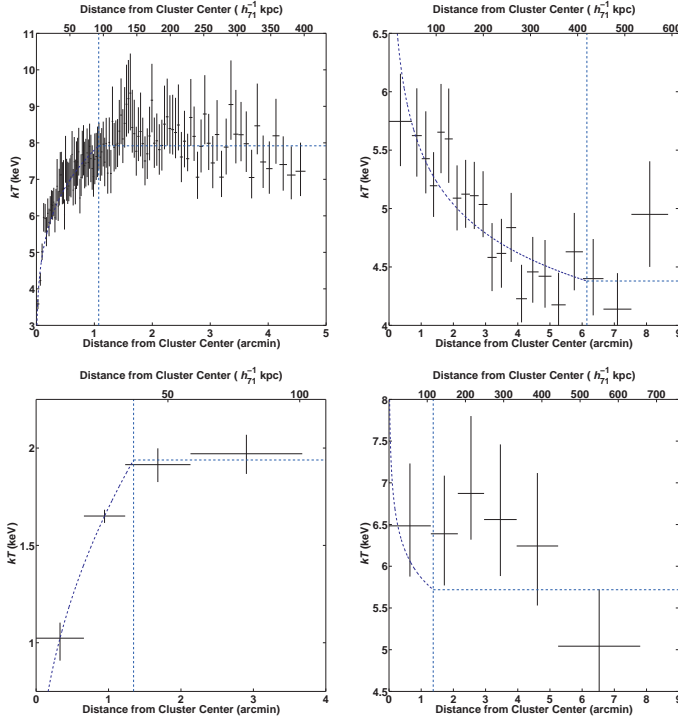 Distance from Cluster Center ( h₇₁⁻¹ kpc)
50 100 150 200 250 300 350 400
11
10
9
8
7
6
5
4
3
kT (keV)
0 1 2 3 4 5
Distance from Cluster Center (arcmin)
Distance from Cluster Center ( h₇₁⁻¹ kpc)
100 200 300 400 500 600
6.5
6
5.5
5
4.5
4
kT (keV)
0 1 2 3 4 5 6 7 8 9
Distance from Cluster Center (arcmin)
Distance from Cluster Center ( h₇₁⁻¹ kpc)
50 100
2
1.5
1
kT (keV)
0 1 2 3 4
Distance from Cluster Center (arcmin)
Distance from Cluster Center ( h₇₁⁻¹ kpc)
100 200 300 400 500 600 700
8
7.5
7
6.5
6
5.5
5
4.5
kT (keV)
0 1 2 3 4 5 6 7 8 9
Distance from Cluster Center (arcmin)